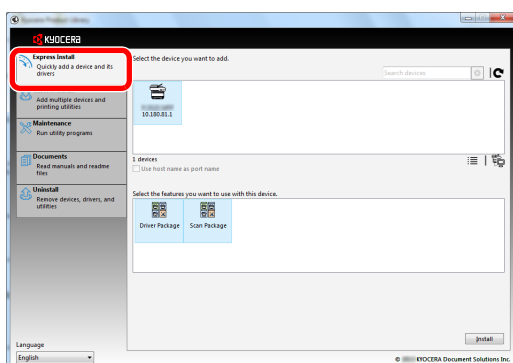 KYOCERA
Express Install
Quickly add a device and its
drivers
Add multiple devices and
printing utilities
Maintenance
Run utility programs
Documents
Read manuals and readme
files
Uninstall
Remove devices, drivers, and
utilities
Language
English
Select the device you want to add.
Search devices
10.180.81.1
1 devices
Use host name as port name
Select the features you want to use with this device.
Driver Package
Scan Package
Install
© KYOCERA Document Solutions Inc.